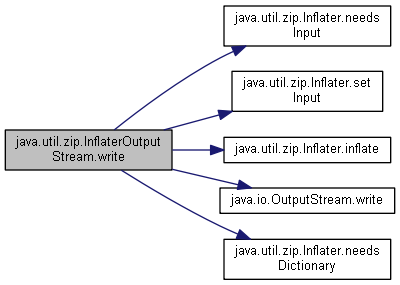 java.util.zip.Inflater.needs
Input
java.util.zip.Inflater.set
Input
java.util.zip.InflaterOutput
Stream.write
java.util.zip.Inflater.inflate
java.io.OutputStream.write
java.util.zip.Inflater.needs
Dictionary